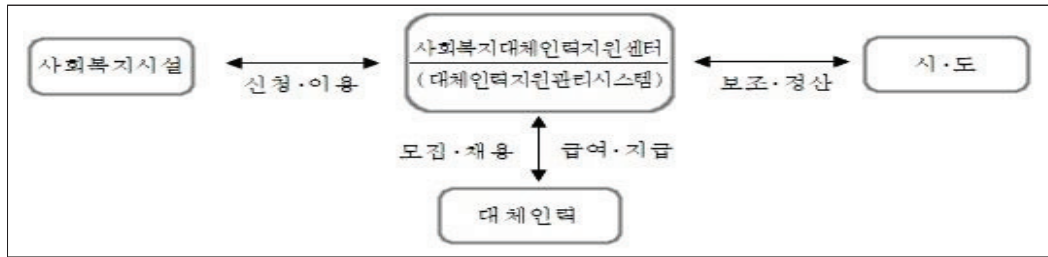 사회복지시설
신청·이용
사회복지대체인력지원센터
(대체인력지원관리시스템)
보조·정산
시·도
모집·채용
급여·지급
대체인력